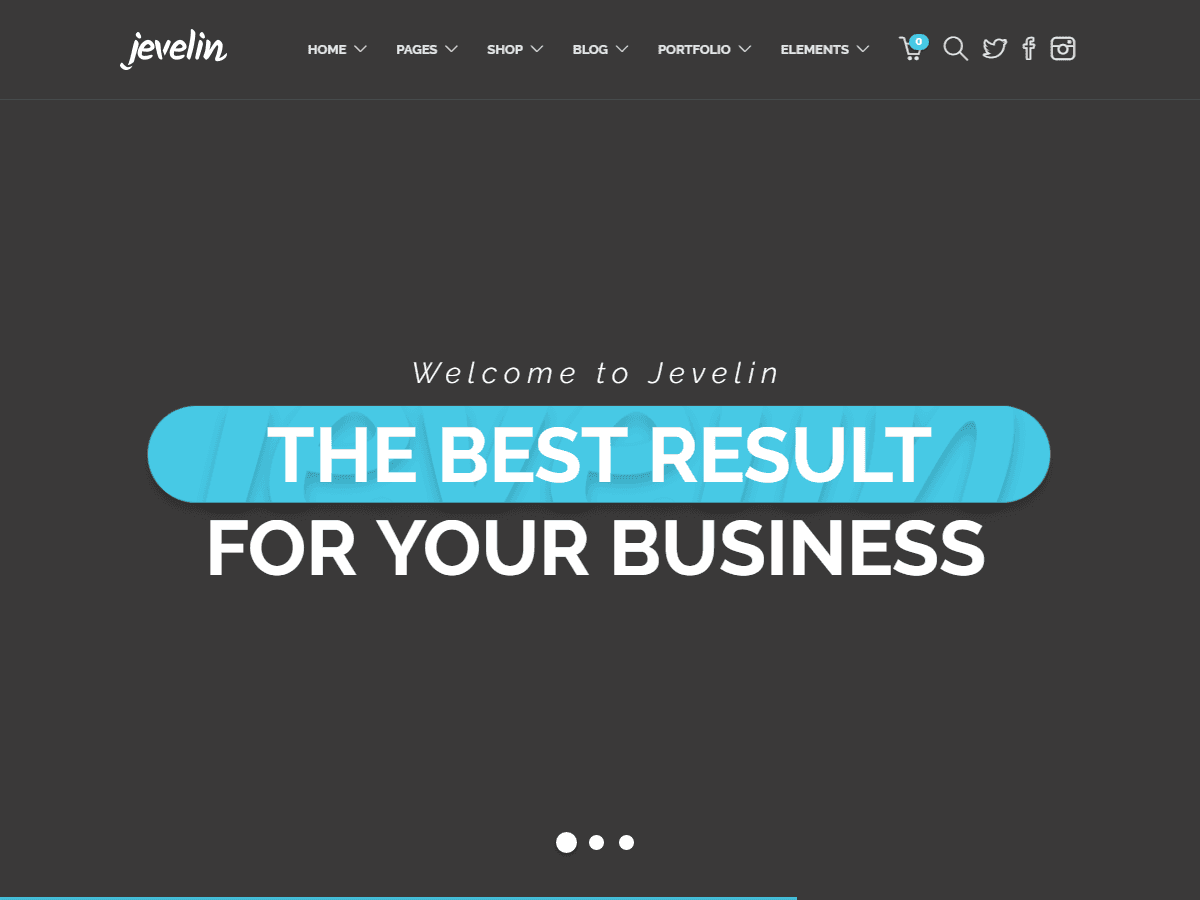 jevelin
HOME PAGES SHOP BLOG PORTFOLIO ELEMENTS 0
Welcome to Jevelin
THE BEST RESULT
FOR YOUR BUSINESS